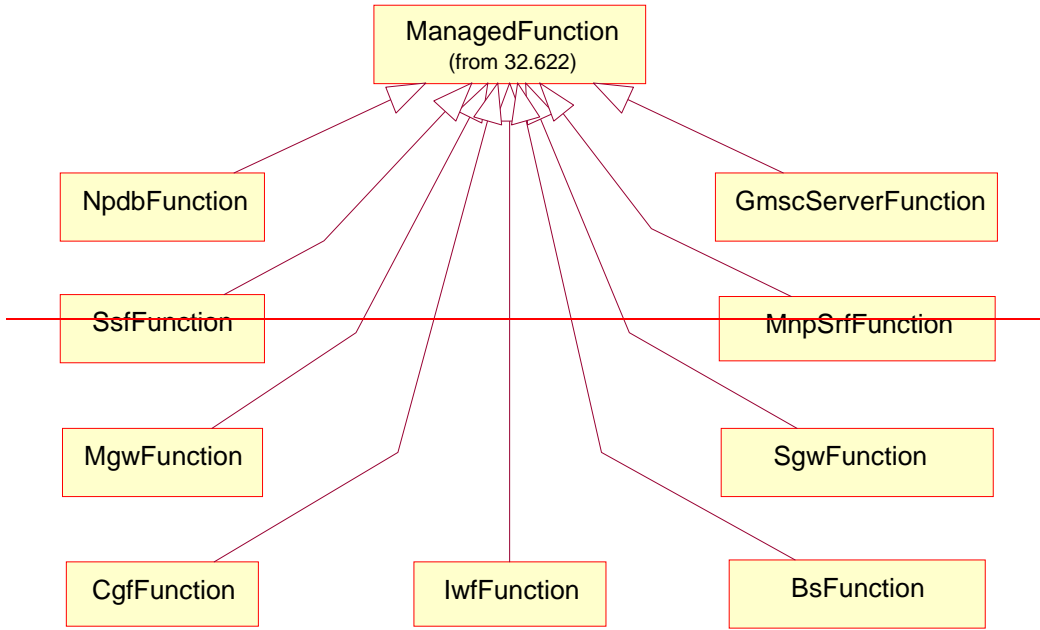 ManagedFunction
(from 32.622)
NpdbFunction
GmscServerFunction
SsfFunction
MnpSrfFunction
MgwFunction
SgwFunction
CgfFunction
IwfFunction
BsFunction